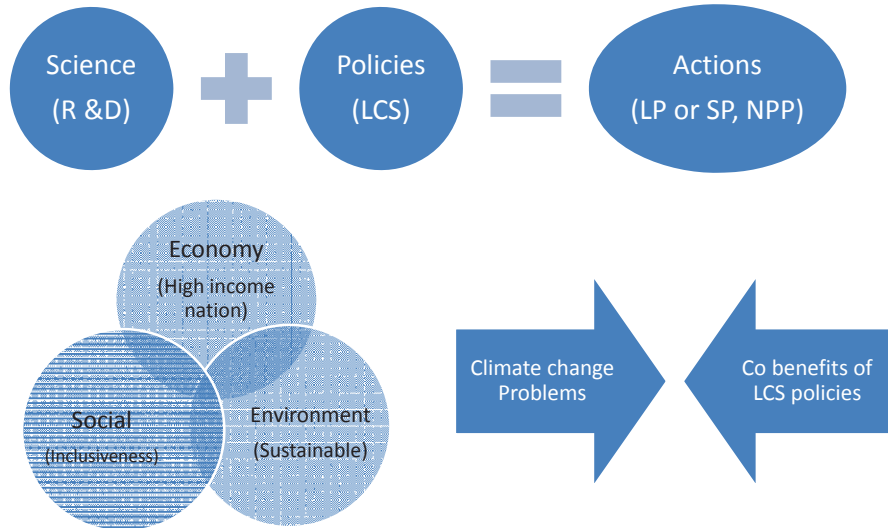 Science
(R &D)
Policies
(LCS)
Actions
(LP or SP, NPP)
Economy
(High income
nation)
Social
(Inclusiveness)
Environment
(Sustainable)
Climate change
Problems
Co benefits of
LCS policies